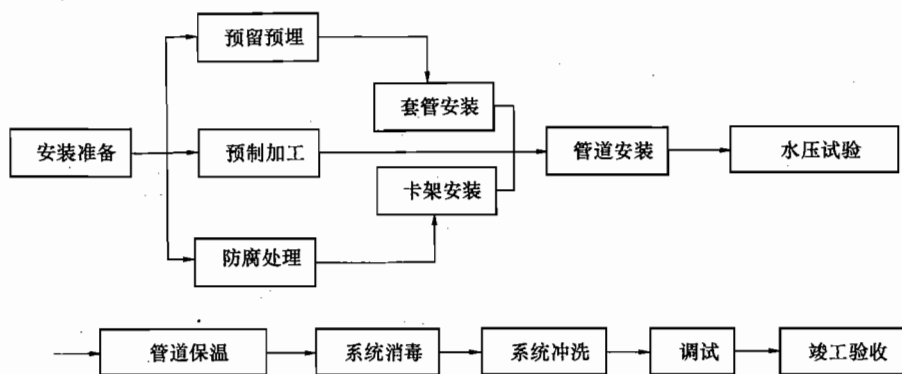 预留预埋
套管安装
安装准备
预制加工
管道安装
水压试验
卡架安装
防腐处理
管道保温
系统消毒
系统冲洗
调试
竣工验收